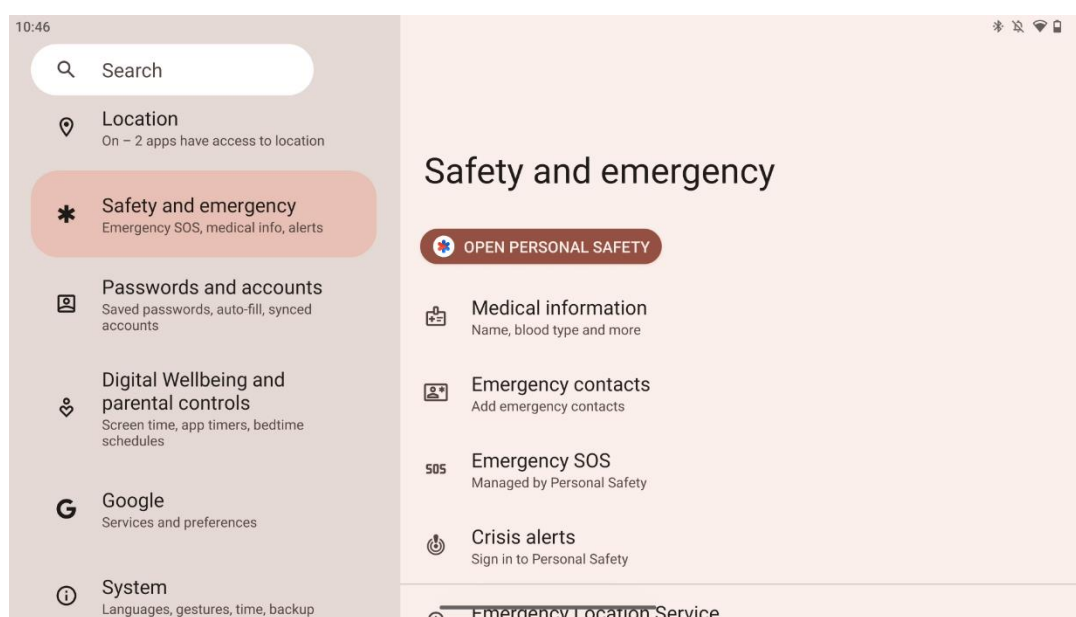 10:46
Search
Location
On – 2 apps have access to location
Safety and emergency
Emergency SOS, medical info, alerts
Passwords and accounts
Saved passwords, auto-fill, synced
accounts
Digital Wellbeing and
parental controls
Screen time, app timers, bedtime
schedules
Google
Services and preferences
System
Languages, gestures, time, backup
Safety and emergency
OPEN PERSONAL SAFETY
Medical information
Name, blood type and more
Emergency contacts
Add emergency contacts
SOS
Emergency SOS
Managed by Personal Safety
Crisis alerts
Sign in to Personal Safety
Emergency Location Service